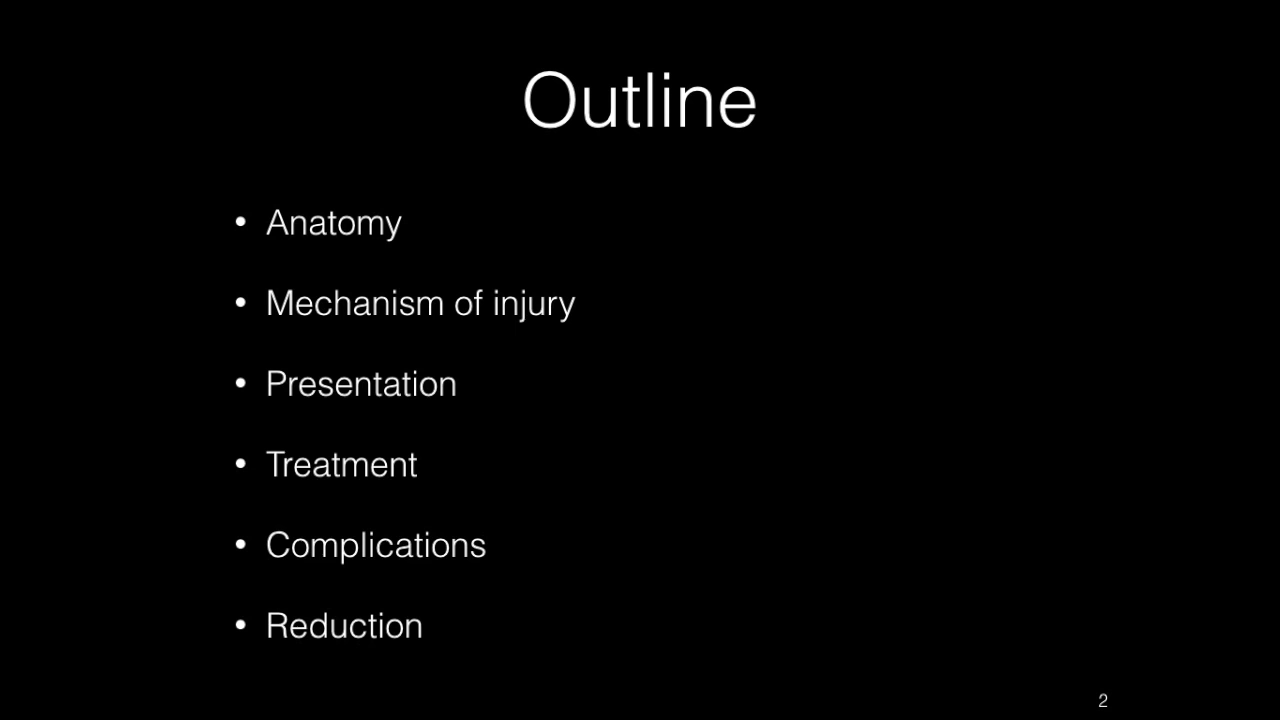 Outline
• Anatomy
• Mechanism of injury
• Presentation
• Treatment
• Complications
• Reduction
2